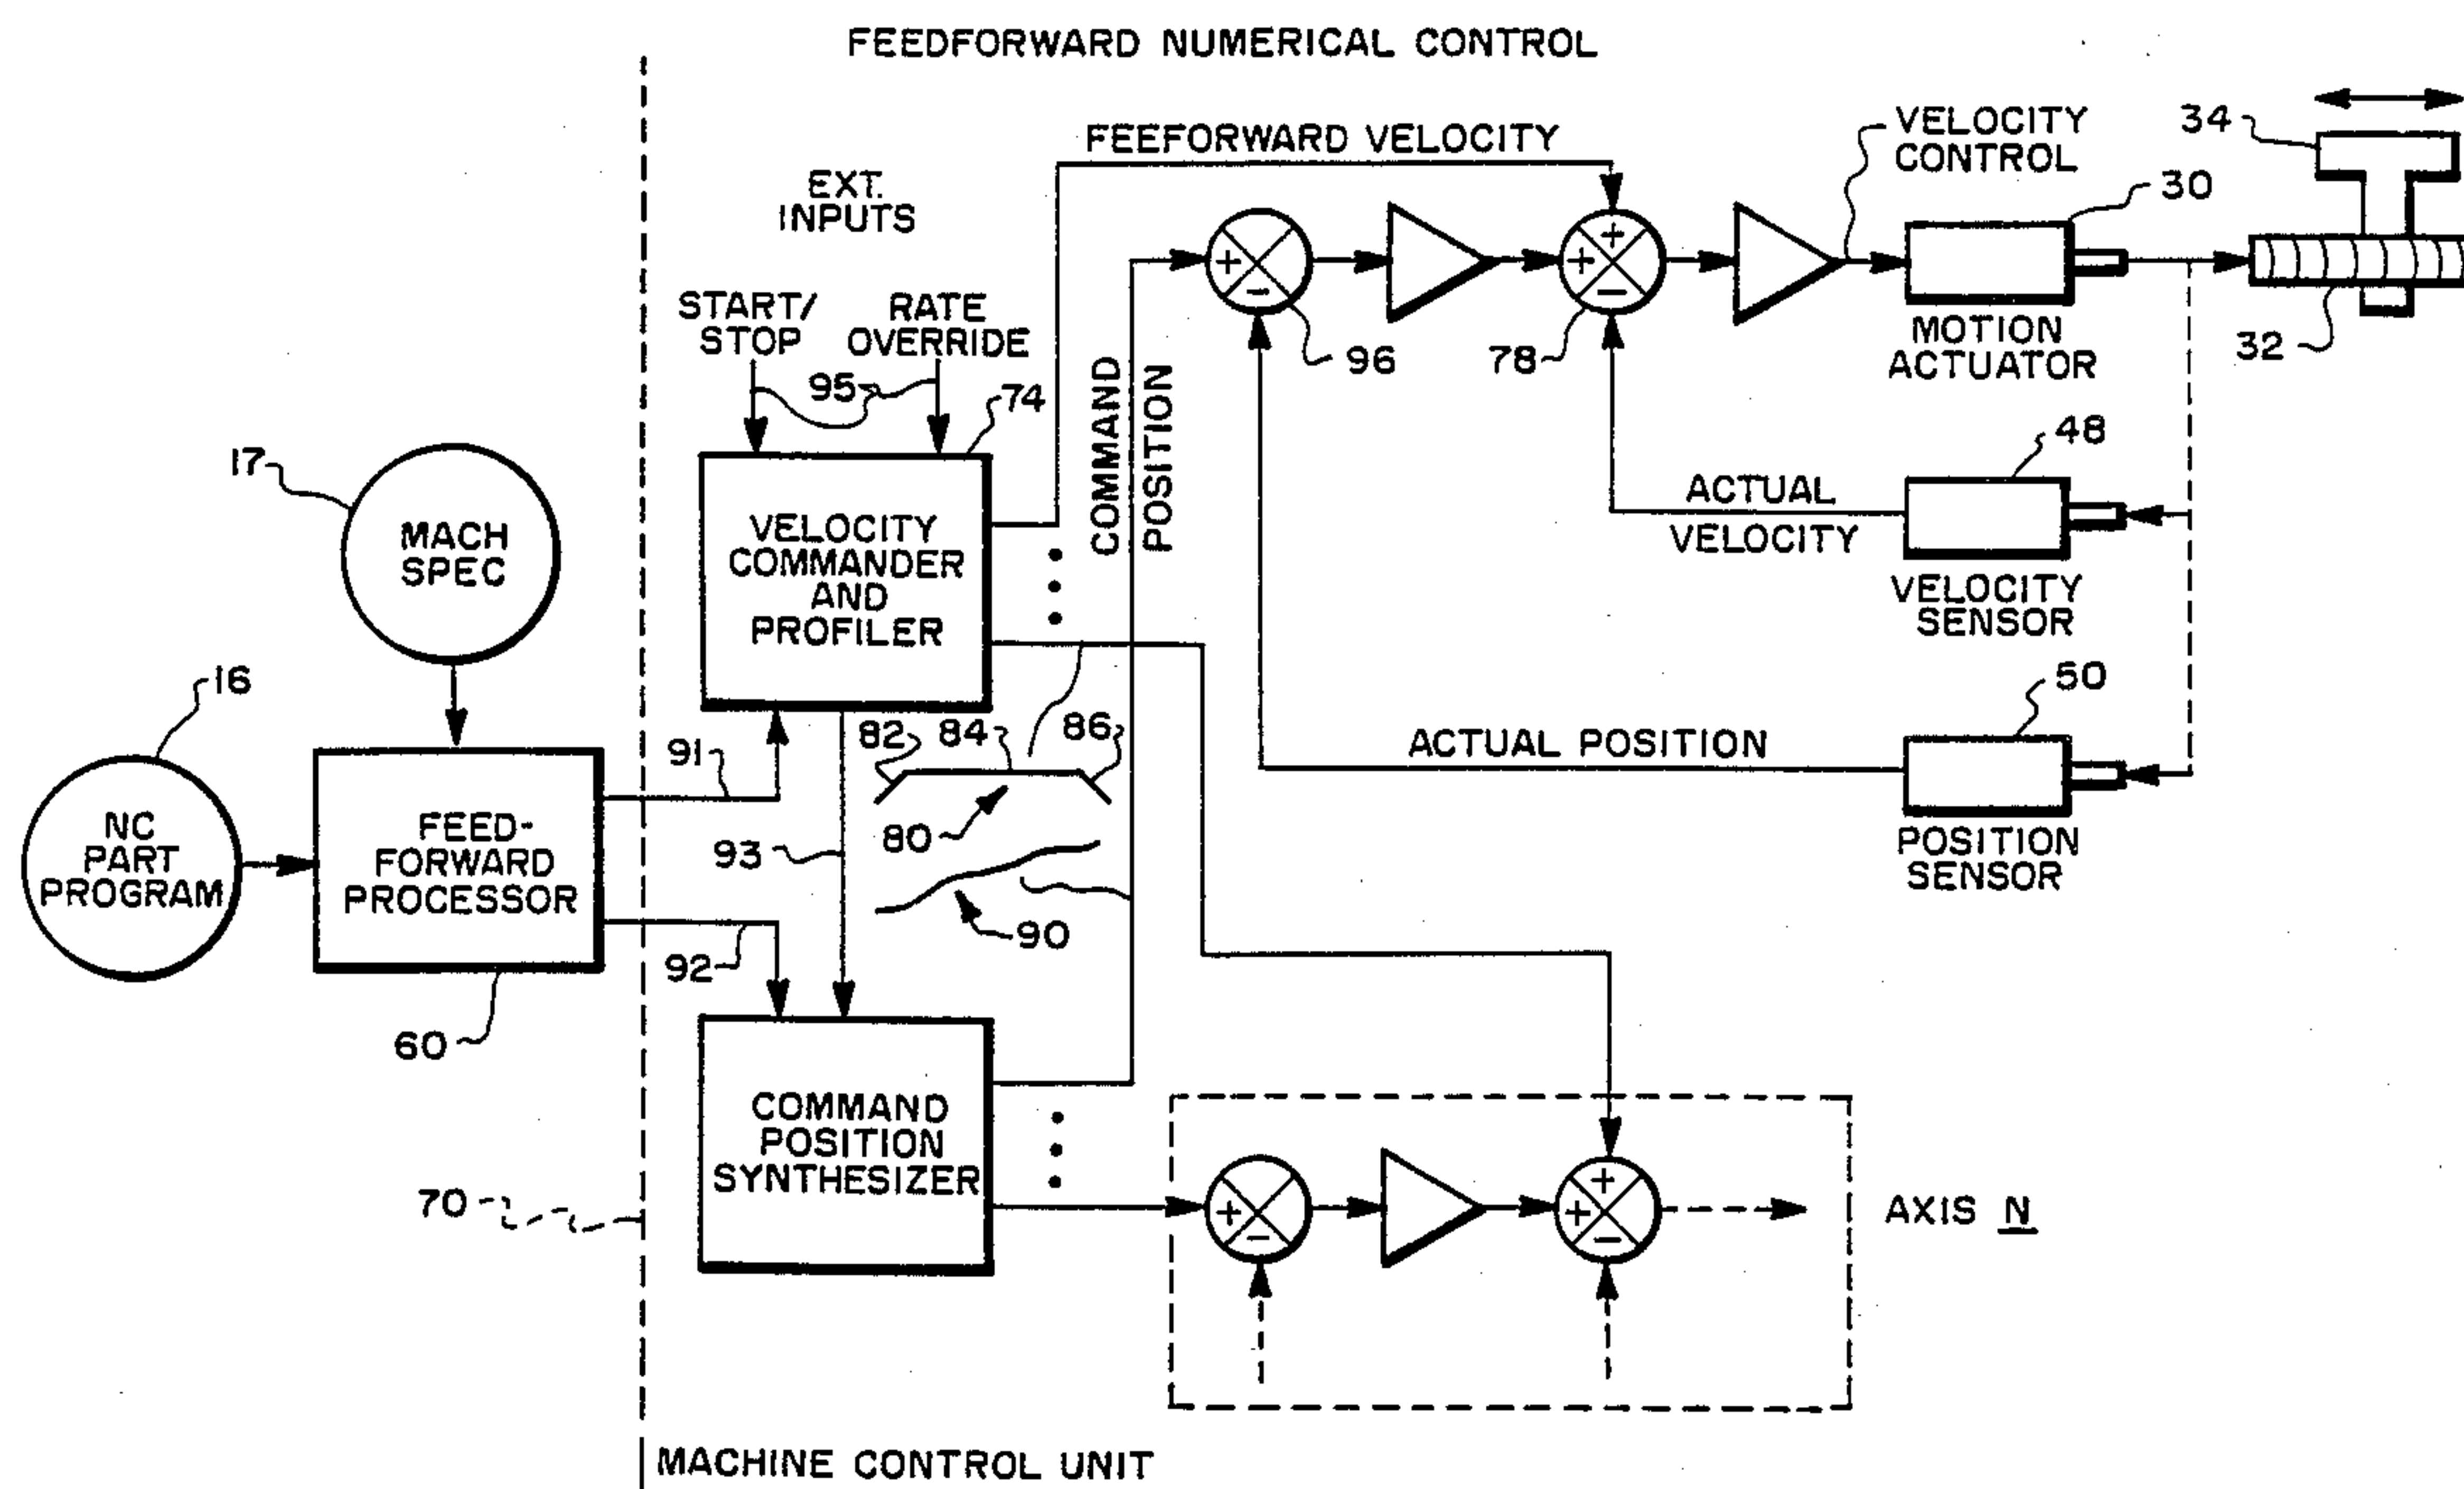 FEEDFORWARD NUMERICAL CONTROL
FEEFORWARD VELOCITY
VELOCITY
CONTROL
34
30
EXT.
INPUTS
START/
STOP
RATE
OVERRIDE
95
74
COMMAND
POSITION
+
-
96
+
+
-
78
MOTION
ACTUATOR
32
48
ACTUAL
VELOCITY
VELOCITY
SENSOR
17
MACH
SPEC
VELOCITY
COMMANDER
AND
PROFILER
16
50
ACTUAL POSITION
POSITION
SENSOR
91
82
84
86
80
93
90
92
NC
PART
PROGRAM
FEED-
FORWARD
PROCESSOR
60
COMMAND
POSITION
SYNTHESIZER
70
+
-
+
+
-
AXIS N
MACHINE CONTROL UNIT